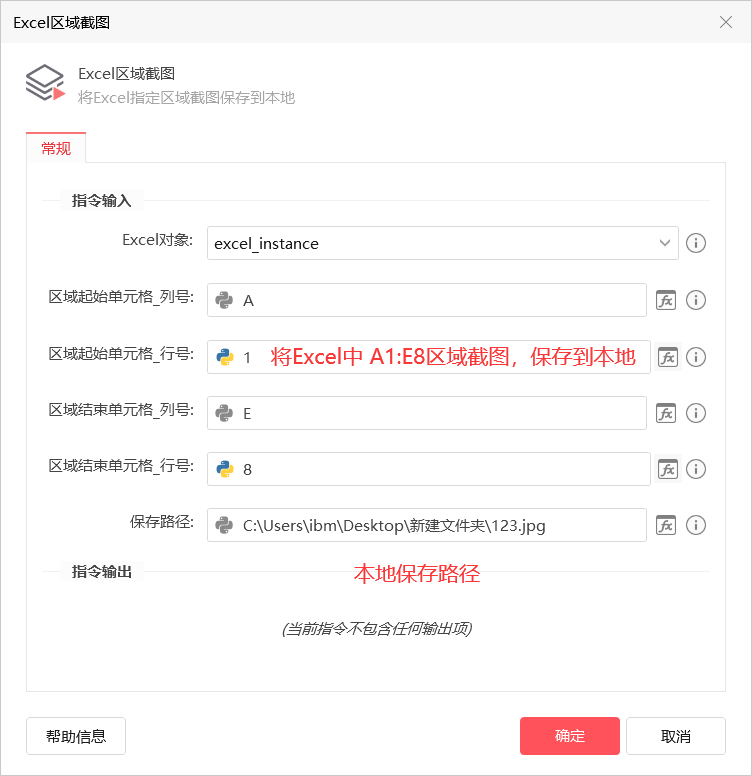 Excel区域截图
Excel区域截图
将Excel指定区域截图保存到本地
常规
指令输入
Excel对象: excel_instance
区域起始单元格_列号: A
区域起始单元格_行号: 1 将Excel中 A1:E8区域截图，保存到本地
区域结束单元格_列号: E
区域结束单元格_行号: 8
保存路径: C:\Users\ibm\Desktop\新建文件夹\123.jpg
指令输出 本地保存路径
(当前指令不包含任何输出项)
帮助信息 确定 取消